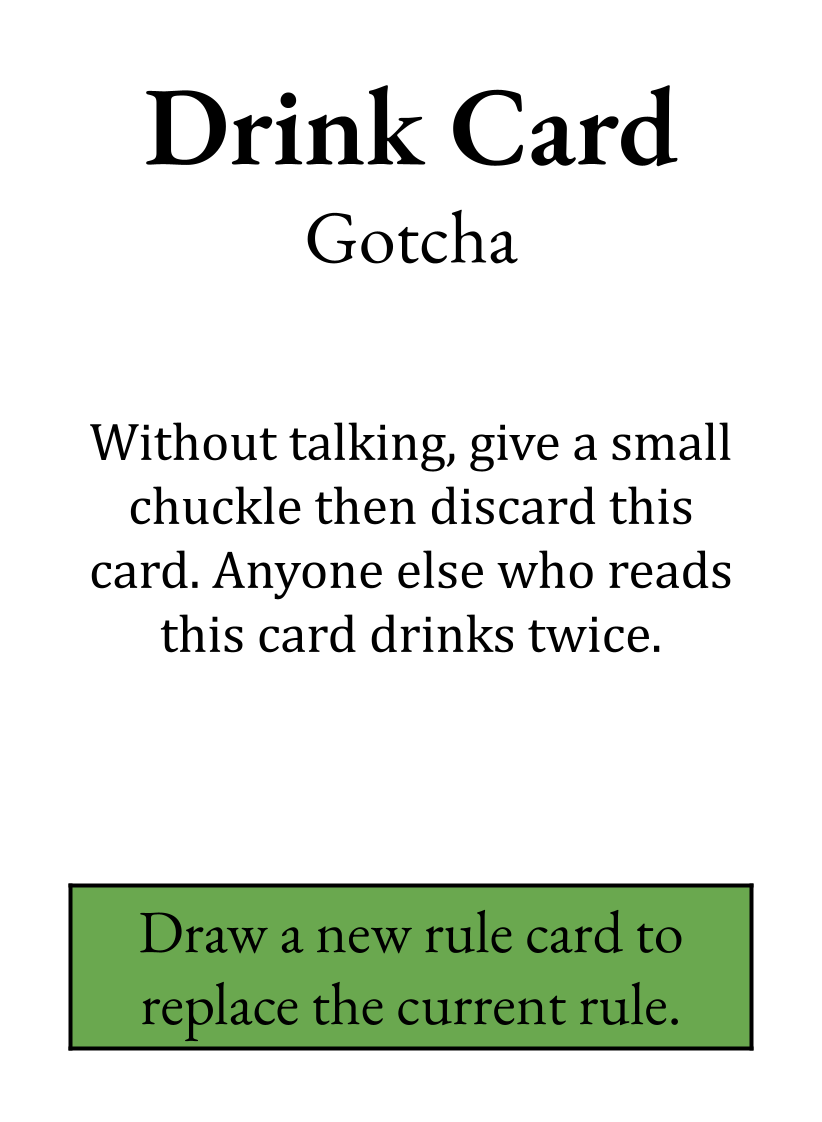 Drink Card
Gotcha
Without talking, give a small
chuckle then discard this
card. Anyone else who reads
this card drinks twice.
Draw a new rule card to
replace the current rule.